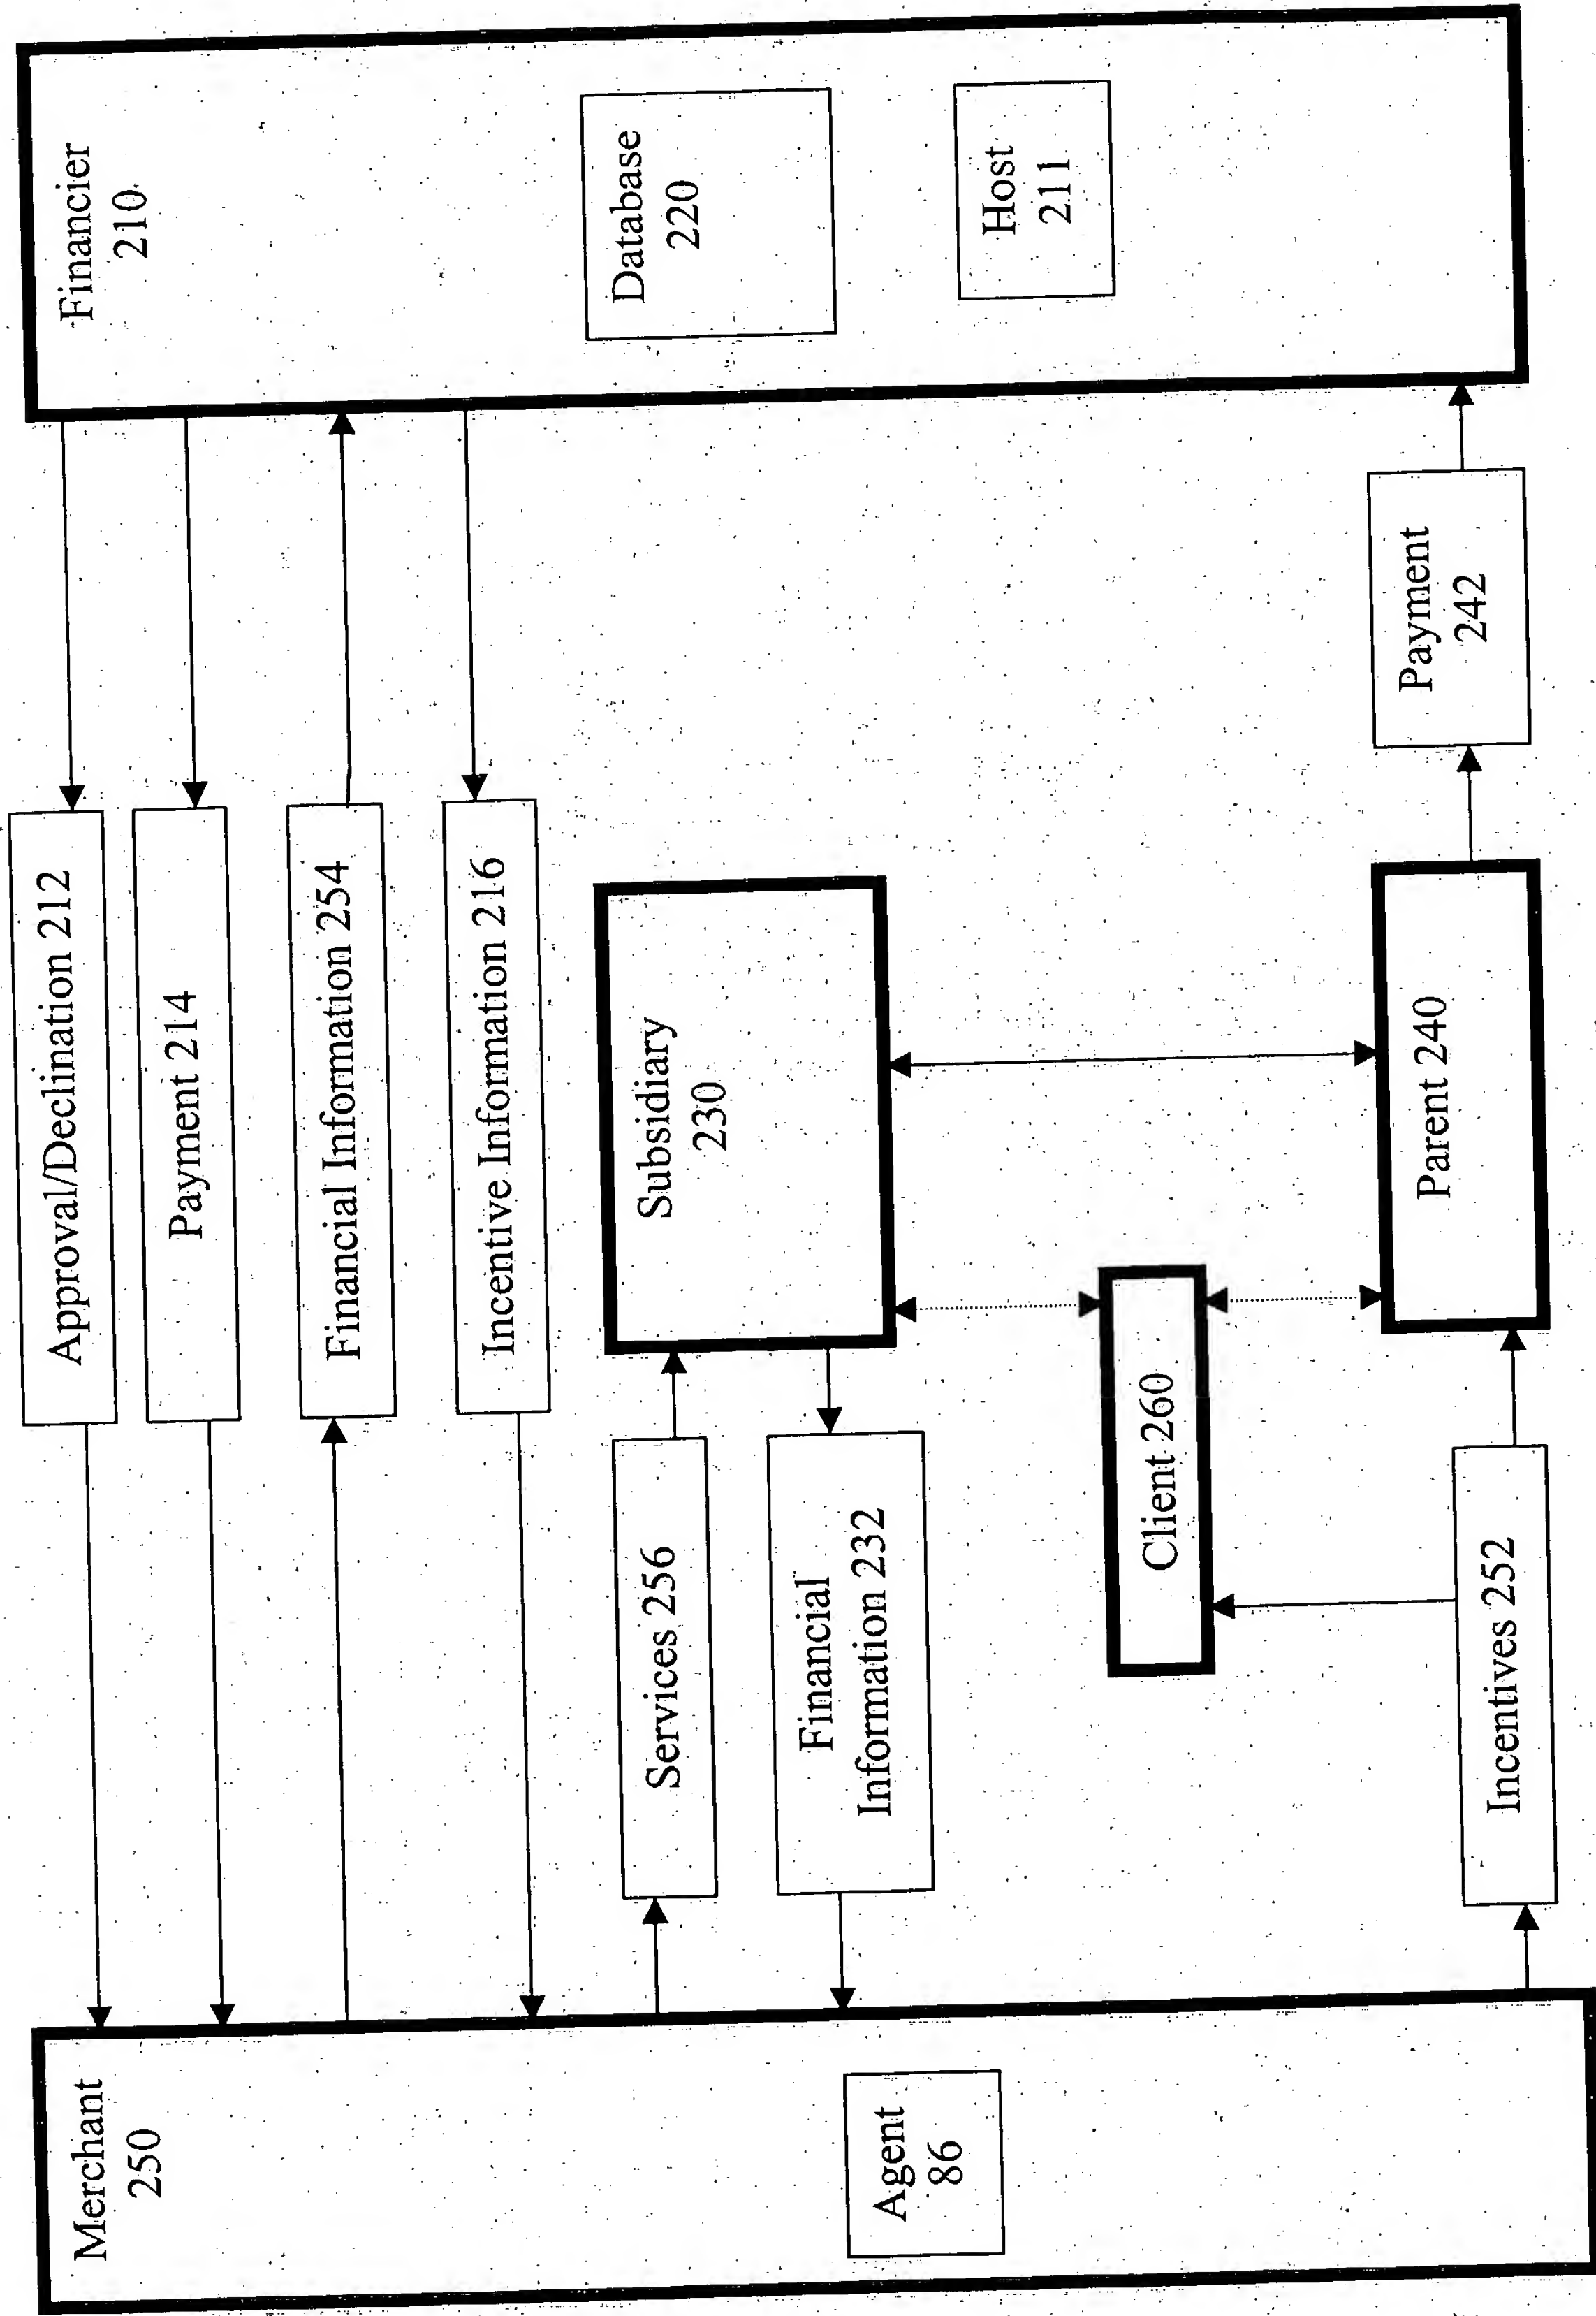 Merchant
250
Agent
86
Approval/Declination 212
Payment 214
Financial Information 254
Incentive Information 216
Services 256
Financial
Information 232
Subsidiary
230
Client 260
Incentives 252
Parent 240
Payment
242
Financier
210
Database
220
Host
211